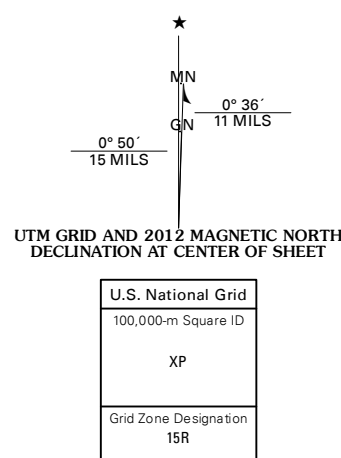 ★
MN
0° 36´
11 MILS
GN
0° 50´
15 MILS
UTM GRID AND 2012 MAGNETIC NORTH
DECLINATION AT CENTER OF SHEET
U.S. National Grid
100,000-m Square ID
XP
Grid Zone Designation
15R